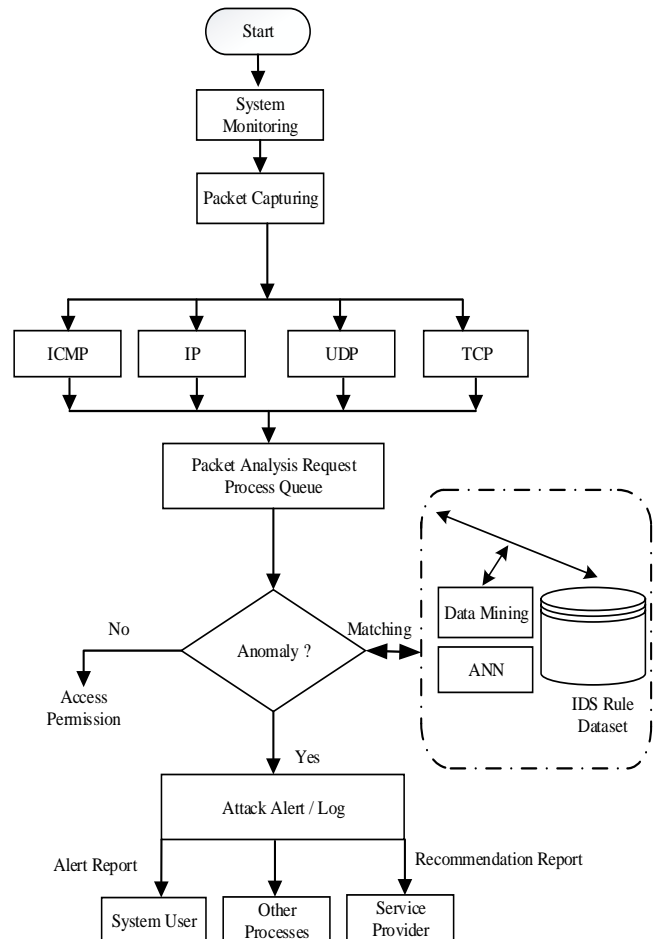 Start
System
Monitoring
Packet Capturing
ICMP
IP
UDP
TCP
Packet Analysis Request
Process Queue
No
Anomaly ?
Matching
Data Mining
ANN
IDS Rule
Dataset
Access
Permission
Yes
Attack Alert / Log
Alert Report
Recommendation Report
System User
Other
Processes
Service
Provider